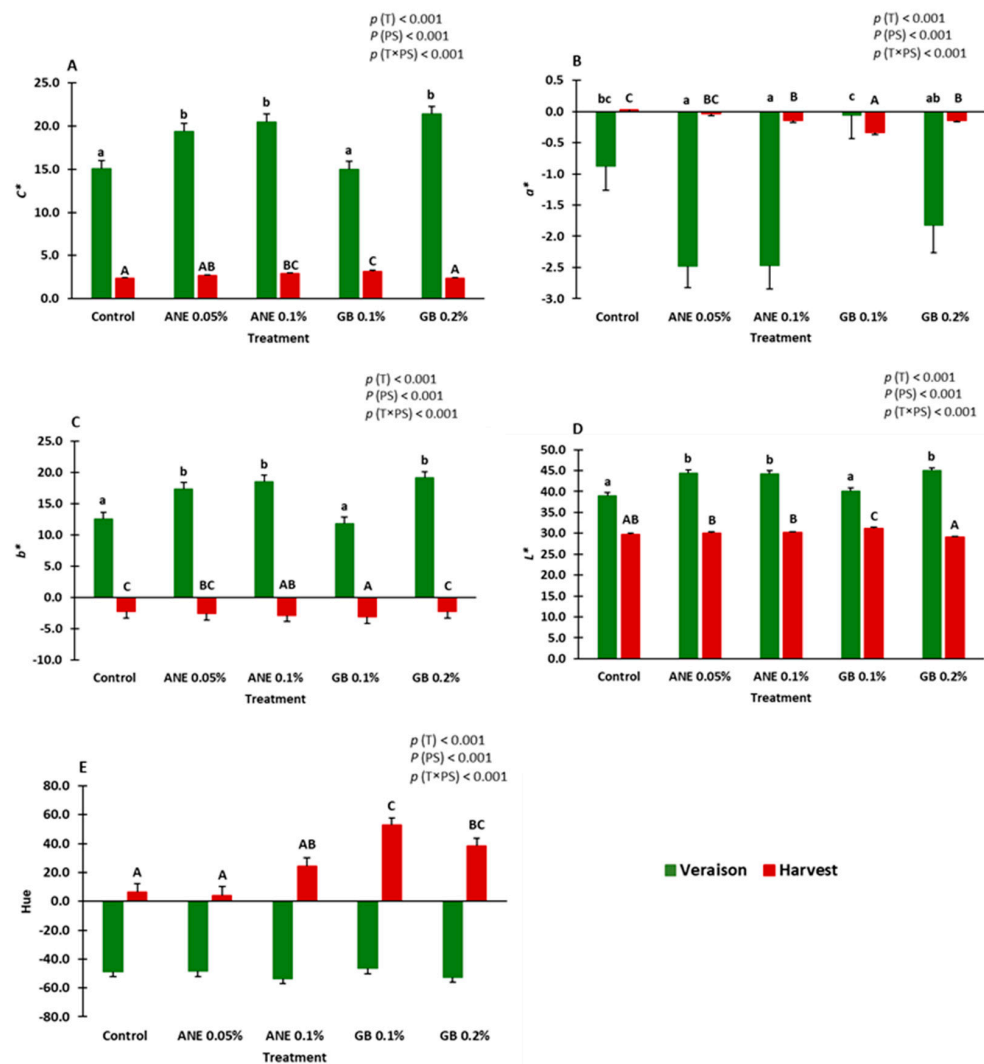 p (T) < 0.001
P (PS) < 0.001
p (T×PS) < 0.001
A
25.0
20.0
15.0
10.0
5.0
0.0
C*
a b b a b
A AB BC C A
Control ANE 0.05% ANE 0.1% GB 0.1% GB 0.2%
Treatment
p (T) < 0.001
P (PS) < 0.001
p (T×PS) < 0.001
B
0.5
0.0
-0.5
-1.0
-1.5
-2.0
-2.5
-3.0
a*
bc C a BC a B c A ab B
Control ANE 0.05% ANE 0.1% GB 0.1% GB 0.2%
Treatment
p (T) < 0.001
P (PS) < 0.001
p (T×PS) < 0.001
C
25.0
20.0
15.0
10.0
5.0
0.0
-5.0
-10.0
b*
a b b a b
C BC AB A C
Control ANE 0.05% ANE 0.1% GB 0.1% GB 0.2%
Treatment
p (T) < 0.001
P (PS) < 0.001
p (T×PS) < 0.001
D
50.0
45.0
40.0
35.0
30.0
25.0
20.0
15.0
10.0
5.0
0.0
L*
a b b a b
AB B B C A
Control ANE 0.05% ANE 0.1% GB 0.1% GB 0.2%
Treatment
p (T) < 0.001
P (PS) < 0.001
p (T×PS) < 0.001
E
80.0
60.0
40.0
20.0
0.0
-20.0
-40.0
-60.0
-80.0
Hue
A A AB C BC
Control ANE 0.05% ANE 0.1% GB 0.1% GB 0.2%
Treatment
Veraison Harvest